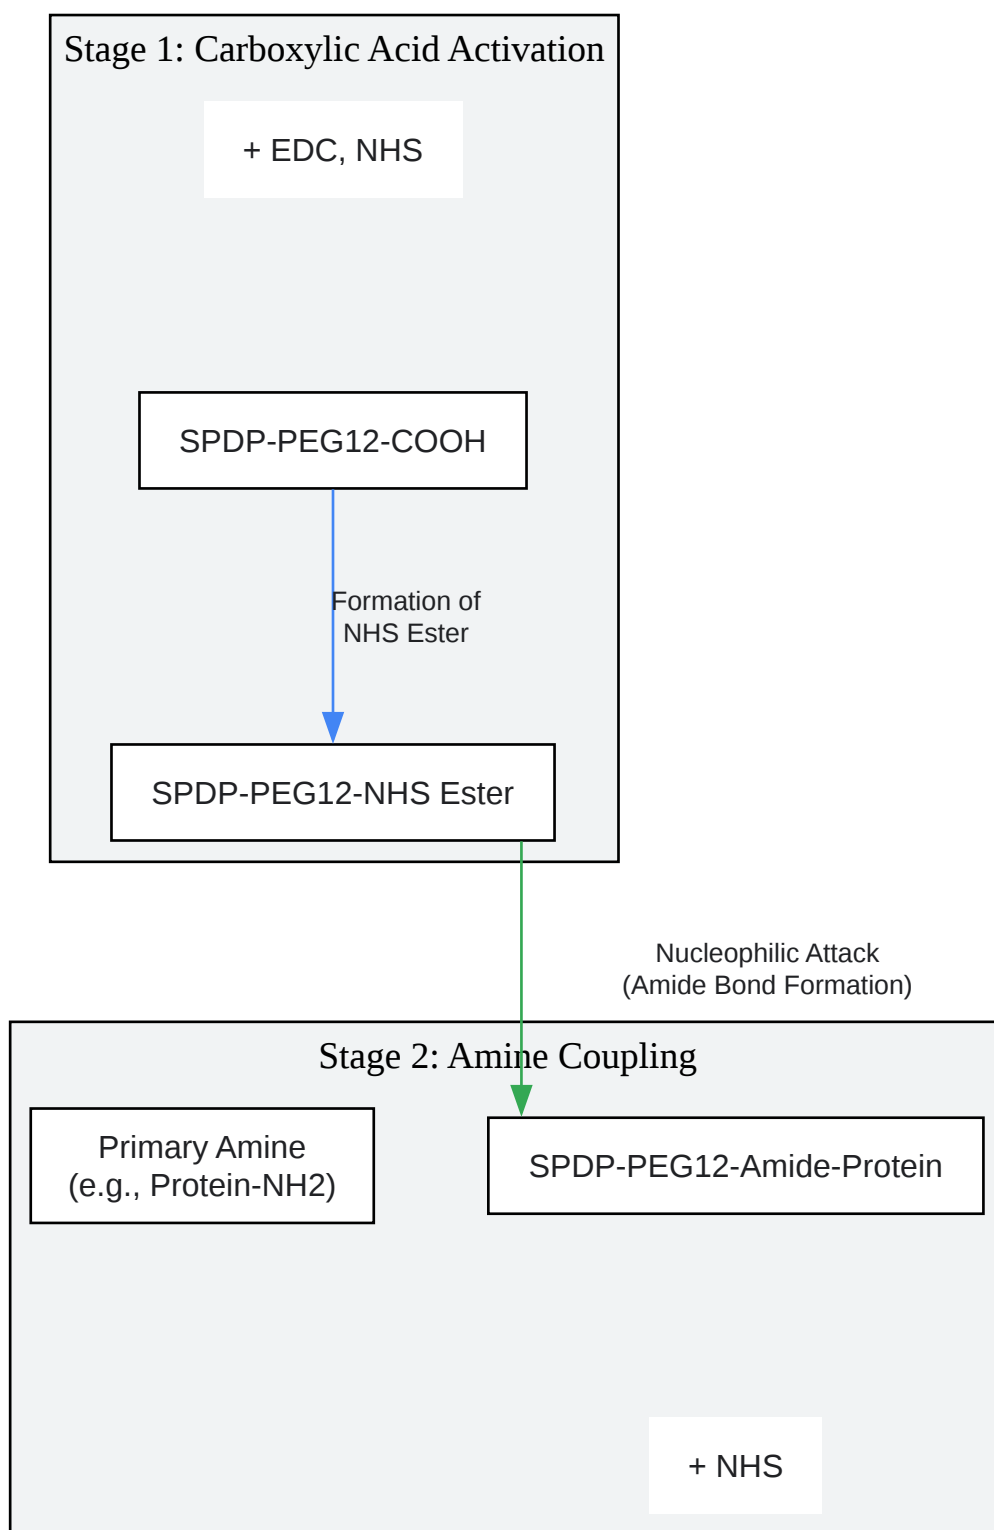 Stage 1: Carboxylic Acid Activation
+ EDC, NHS
SPDP-PEG12-COOH
Formation of
NHS Ester
SPDP-PEG12-NHS Ester
Nucleophilic Attack
(Amide Bond Formation)
Stage 2: Amine Coupling
Primary Amine
(e.g., Protein-NH2)
SPDP-PEG12-Amide-Protein
+ NHS